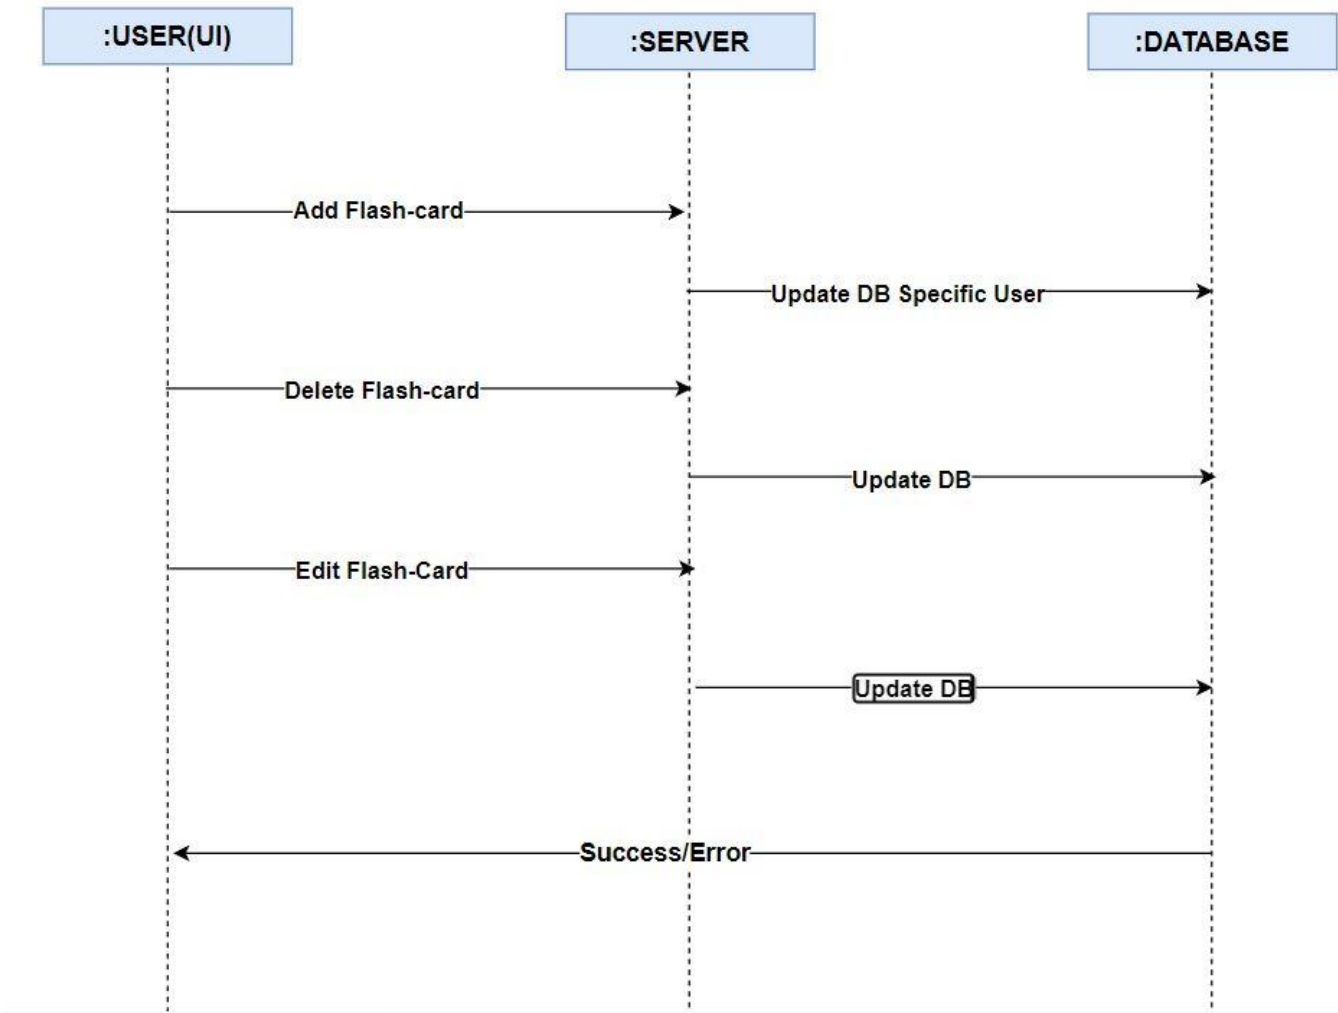 :USER(UI)
:SERVER
:DATABASE
Add Flash-card
Update DB Specific User
Delete Flash-card
Update DB
Edit Flash-Card
Update DB
Success/Error